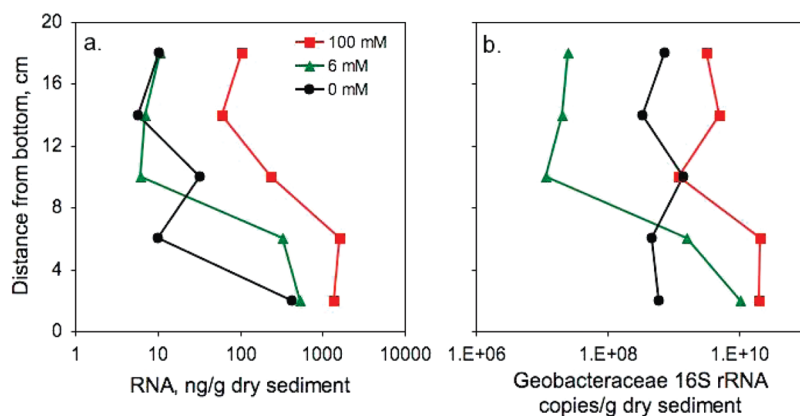 a.
100 mM
6 mM
0 mM
b.
Distance from bottom, cm
20
16
12
8
4
0
1
10
100
1000
10000
RNA, ng/g dry sediment
1.E+06
1.E+08
1.E+10
Geobacteraceae 16S rRNA
copies/g dry sediment